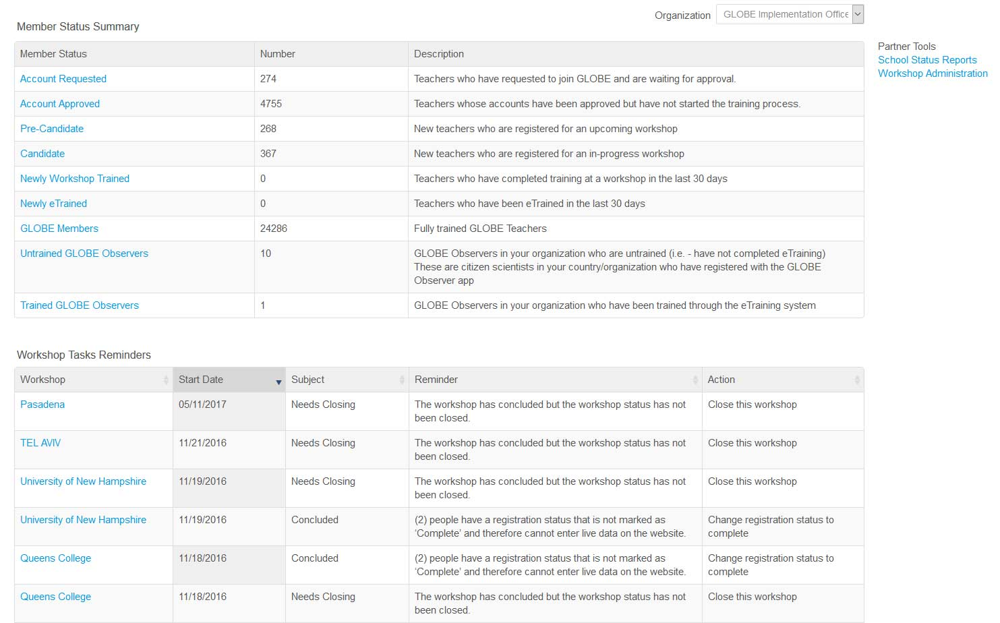 Organization GLOBE Implementation Office
Member Status Summary
Member Status Number Description
Account Requested 274 Teachers who have requested to join GLOBE and are waiting for approval.
Account Approved 4755 Teachers whose accounts have been approved but have not started the training process.
Pre-Candidate 268 New teachers who are registered for an upcoming workshop
Candidate 367 New teachers who are registered for an in-progress workshop
Newly Workshop Trained 0 Teachers who have completed training at a workshop in the last 30 days
Newly eTrained 0 Teachers who have been eTrained in the last 30 days
GLOBE Members 24286 Fully trained GLOBE Teachers
Untrained GLOBE Observers 10 GLOBE Observers in your organization who are untrained (i.e. - have not completed eTraining)
These are citizen scientists in your country/organization who have registered with the GLOBE
Observer app
Trained GLOBE Observers 1 GLOBE Observers in your organization who have been trained through the eTraining system
Partner Tools
School Status Reports
Workshop Administration
Workshop Tasks Reminders
Workshop Start Date Subject Reminder Action
Pasadena 05/11/2017 Needs Closing The workshop has concluded but the workshop status has not Close this workshop
been closed.
TEL AVIV 11/21/2016 Needs Closing The workshop has concluded but the workshop status has not Close this workshop
been closed.
University of New Hampshire 11/19/2016 Needs Closing The workshop has concluded but the workshop status has not Close this workshop
been closed.
University of New Hampshire 11/19/2016 Concluded (2) people have a registration status that is not marked as Change registration status to
‘Complete’ and therefore cannot enter live data on the website. complete
Queens College 11/18/2016 Concluded (2) people have a registration status that is not marked as Change registration status to
‘Complete’ and therefore cannot enter live data on the website. complete
Queens College 11/18/2016 Needs Closing The workshop has concluded but the workshop status has not Close this workshop
been closed.